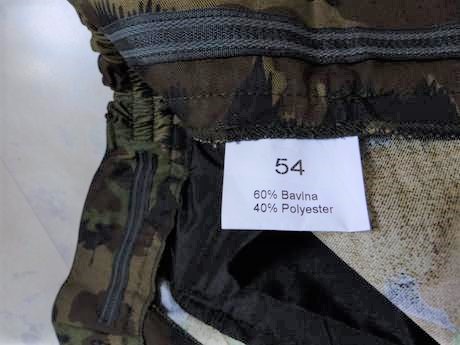 54
60% Bavlna
40% Polyester